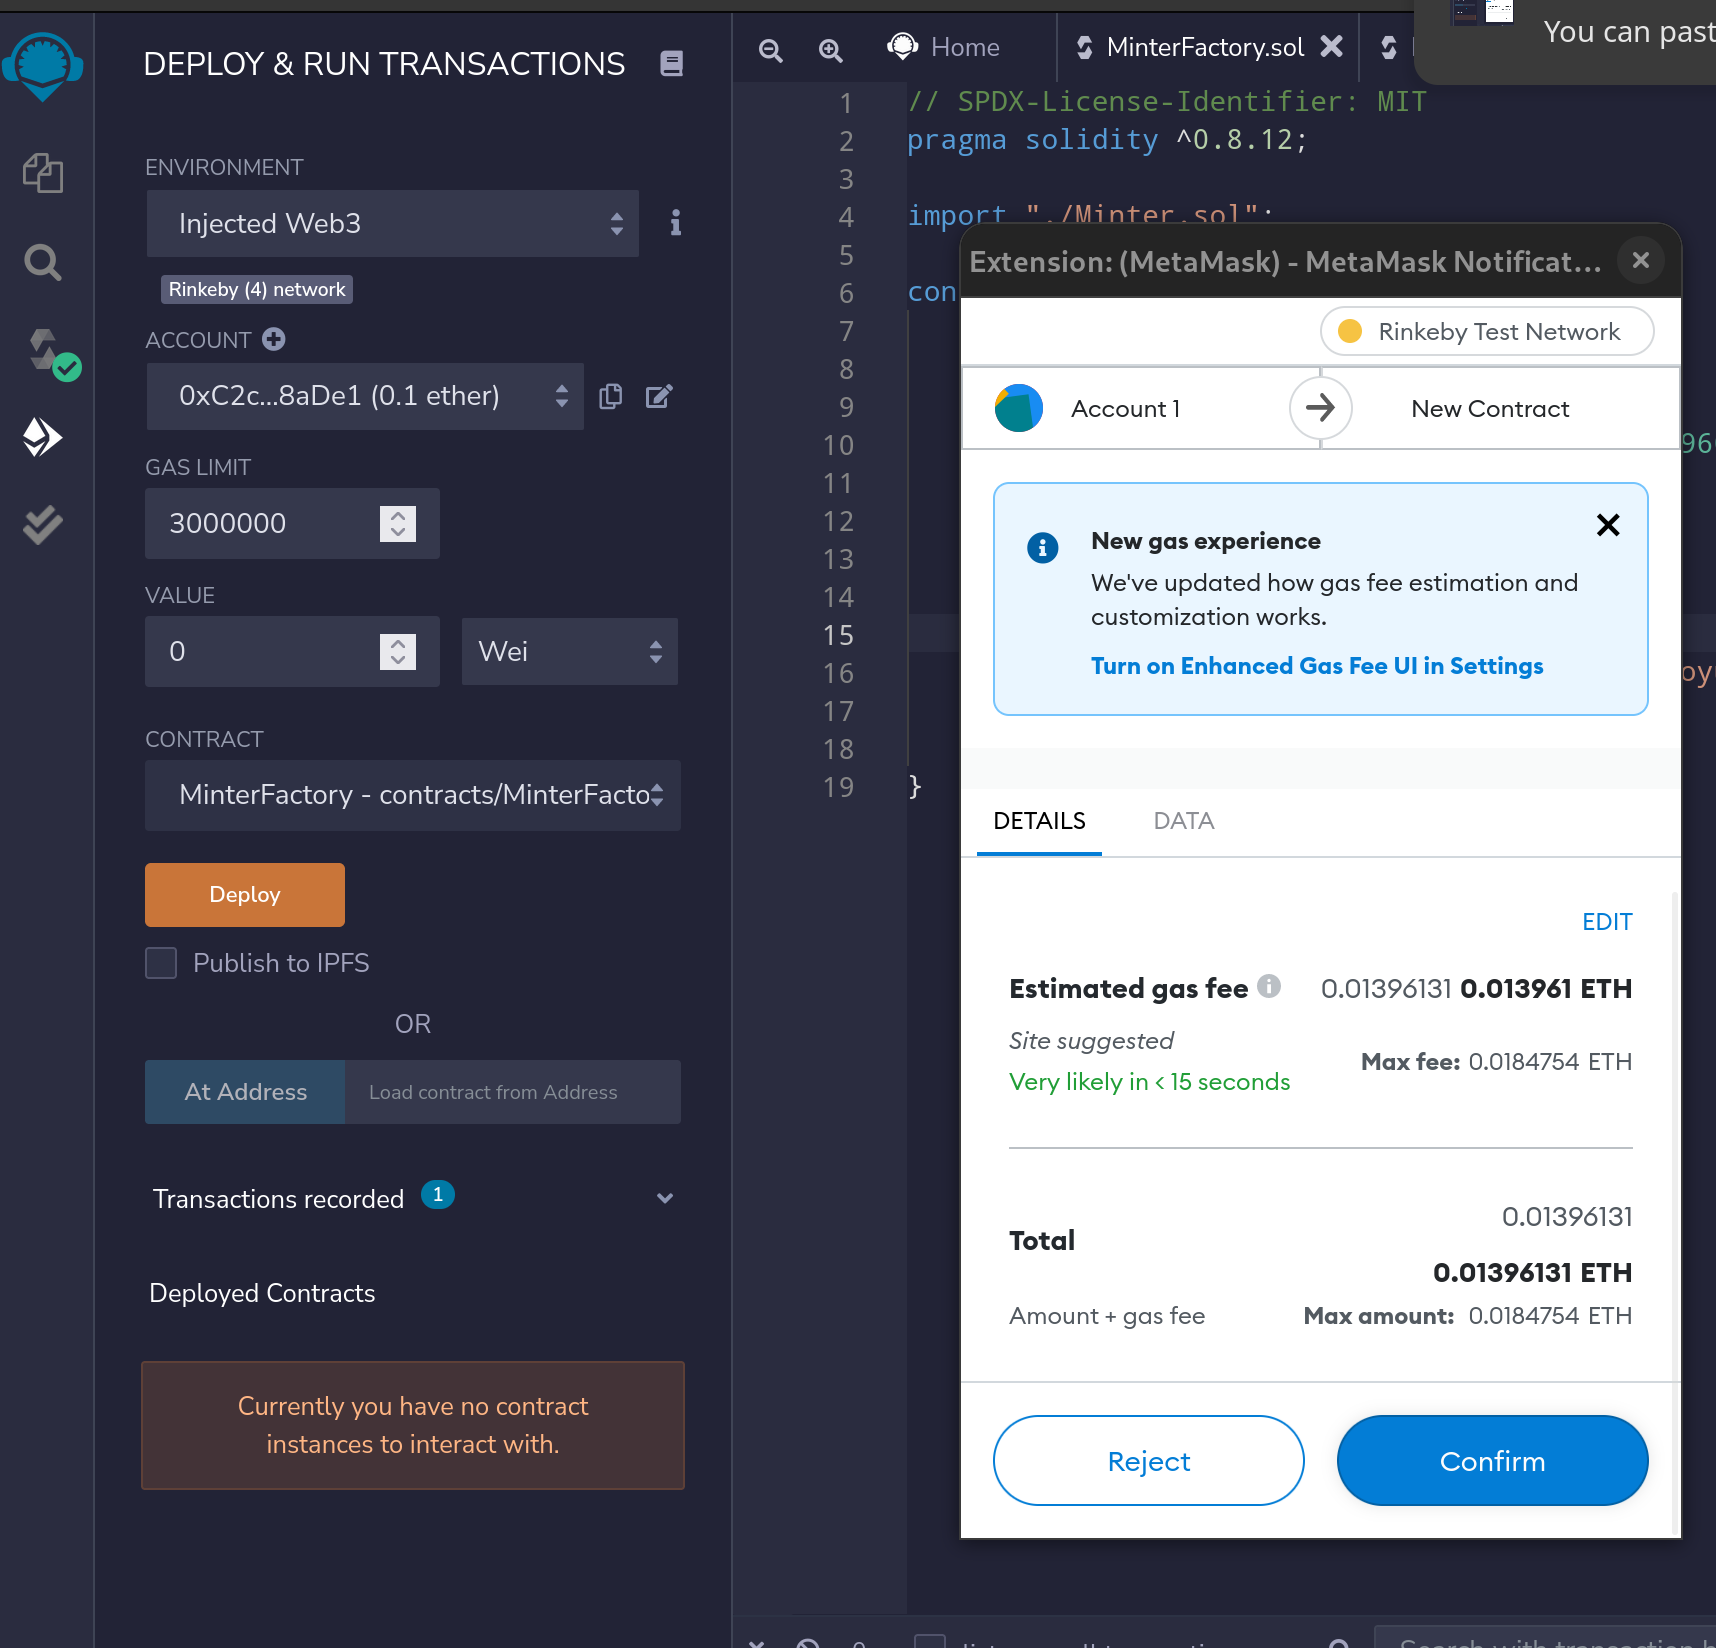 DEPLOY & RUN TRANSACTIONS
ENVIRONMENT
Injected Web3
Rinkeby (4) network
ACCOUNT
0xC2c...8aDe1 (0.1 ether)
GAS LIMIT
3000000
VALUE
0
Wei
CONTRACT
MinterFactory - contracts/MinterFacto
Deploy
Publish to IPFS
OR
At Address
Load contract from Address
Transactions recorded 1
Deployed Contracts
Currently you have no contract
instances to interact with.
Home
MinterFactory.sol
You can past
1 // SPDX-License-Identifier: MIT
2 pragma solidity ^0.8.12;
3
4 import "./Minter.sol";
5
6 con
7
8
9
10
11
12
13
14
15
16
17
18
19 }
Extension: (MetaMask) - MetaMask Notificat...
Rinkeby Test Network
Account 1
New Contract
New gas experience
We've updated how gas fee estimation and
customization works.
Turn on Enhanced Gas Fee UI in Settings
DETAILS
DATA
EDIT
Estimated gas fee
0.01396131 0.013961 ETH
Site suggested
Max fee: 0.0184754 ETH
Very likely in < 15 seconds
0.01396131
Total
0.01396131 ETH
Amount + gas fee
Max amount: 0.0184754 ETH
Reject
Confirm